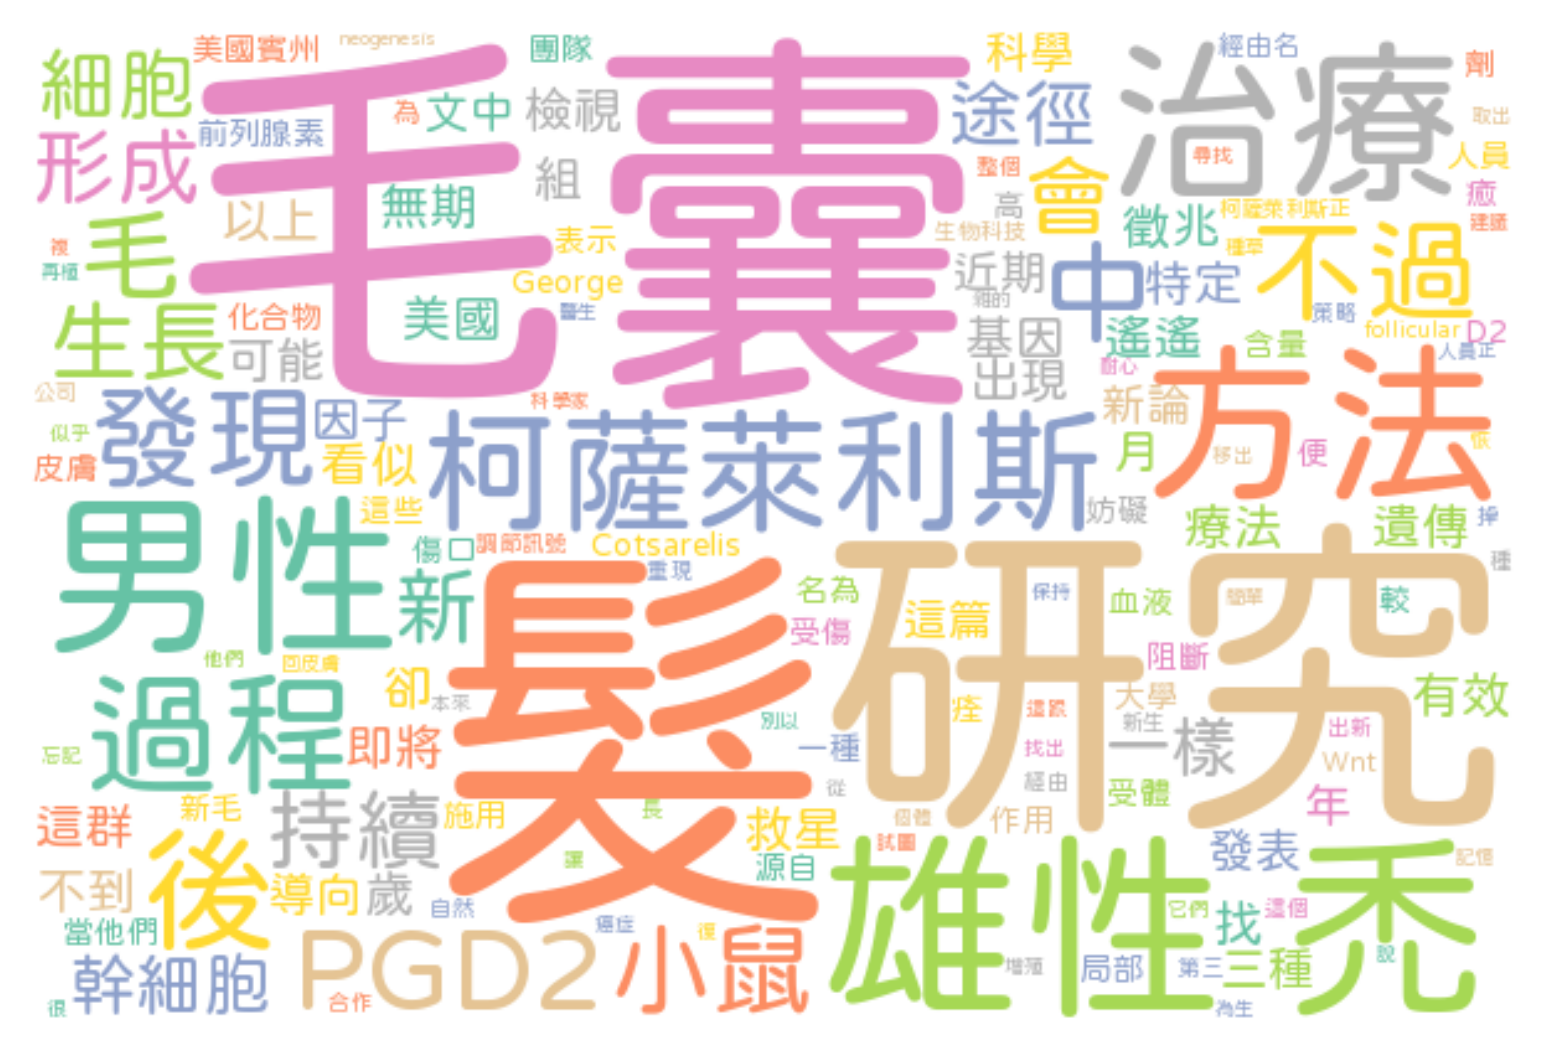 細胞
美國賓州
neogenesis
毛囊
團隊
科學
經由名
治療
劑
形成
前列腺素
為
文中
檢視
途徑
取出
尋找
人員
組
整個
會
癒
以上
無期
高
徵兆
柯薩萊利斯正
建議
毛
複
再植
表示
生物科技
種草
不過
George
近期
中
特定
生長
化合物
美國
醫生
雜的
策略
可能
基因
遙遙
含量
follicular
D2
人員正
出現
耐心
公司
發現
因子
科學家
柯薩萊利斯
新論
方法
似乎
皮膚
看似
月
移出
便
這些
妨礙
療法
遺傳
掉
男性
傷口
調節訊號
Cotsarelis
新
髮
重現
研究
種
名為
這篇
保持
血液
簡單
較
受傷
阻斷
他們
回皮膚
過程
卻
本來
痊
這跟
大學
有效
別以
新生
即將
一種
找出
一樣
出新
忘記
Wnt
從
經由
受體
年
這群
新毛
持續
施用
長
救星
個體
作用
試圖
發表
禿
後
讓
源自
雄性
記憶
不到
導向
歲
自然
它們
這個
當他們
癌症
復
找
幹細胞
PGD2
小鼠
增殖
局部
第三
三種
說
很
合作
為生